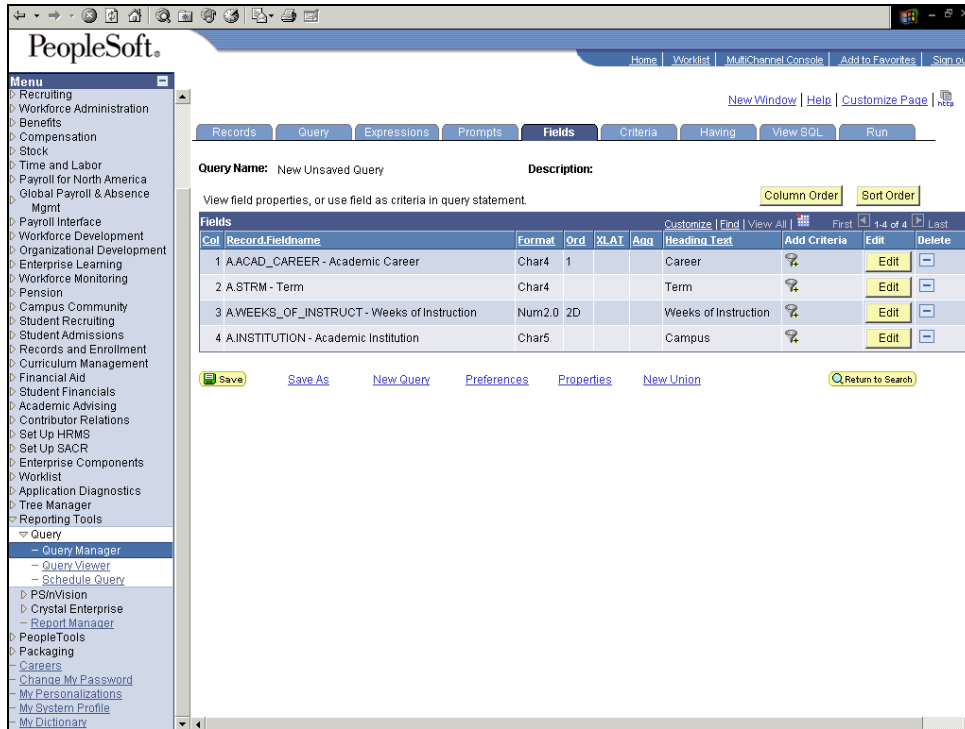 PeopleSoft.
Home | Worklist | MultiChannel Console | Add to Favorites | Sign ou
Menu
Recruiting
Workforce Administration
Benefits
Compensation
Stock
Time and Labor
Payroll for North America
Global Payroll & Absence
Mgmt
Payroll Interface
Workforce Development
Organizational Development
Enterprise Learning
Workforce Monitoring
Pension
Campus Community
Student Recruiting
Student Admissions
Records and Enrollment
Curriculum Management
Financial Aid
Student Financials
Academic Advising
Contributor Relations
Set Up HRMS
Set Up SACR
Enterprise Components
Worklist
Application Diagnostics
Tree Manager
Reporting Tools
Query
– Query Manager
– Query Viewer
– Schedule Query
PS/nVision
Crystal Enterprise
– Report Manager
PeopleTools
Packaging
– Careers
– Change My Password
– My Personalizations
– My System Profile
– My Dictionary
New Window | Help | Customize Page | http
Records Query Expressions Prompts Fields Criteria Having View SQL Run
Query Name: New Unsaved Query Description:
View field properties, or use field as criteria in query statement. Column Order Sort Order
Fields Customize | Find | View All | First 1-4 of 4 Last
Col Record.Fieldname Format Ord XLAT Agg Heading Text Add Criteria Edit Delete
1 A.ACAD_CAREER - Academic Career Char4 1 Career Edit
2 A.STRM - Term Char4 Term Edit
3 A.WEEKS_OF_INSTRUCT - Weeks of Instruction Num2.0 2D Weeks of Instruction Edit
4 A.INSTITUTION - Academic Institution Char5 Campus Edit
Save Save As New Query Preferences Properties New Union Return to Search